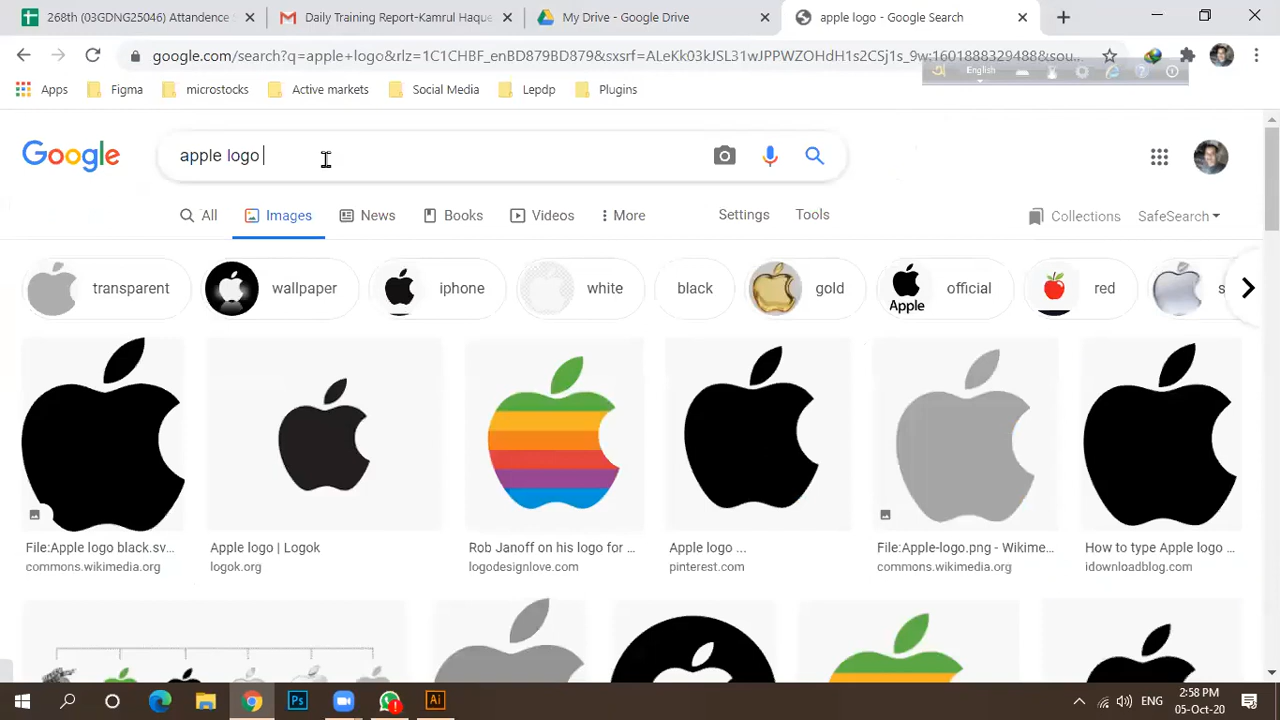 268th (03GDNG25046) Attandence S
Daily Training Report-Kamrul Haque
My Drive - Google Drive
apple logo - Google Search
google.com/search?q=apple+logo&rlz=1C1CHBF_enBD879BD879&sxsrf=ALeKk03kJSL31wJPPWZOHdH1s2CSj1s_9w:1601888329488&sou...
English
Apps
Figma
microstocks
Active markets
Social Media
Lepdp
Plugins
Google
apple logo
All
Images
News
Books
Videos
More
Settings
Tools
Collections
SafeSearch
transparent
wallpaper
iphone
white
black
gold
Apple
official
red
s
File:Apple logo black.sv...
commons.wikimedia.org
Apple logo | Logok
logok.org
Rob Janoff on his logo for ...
logodesignlove.com
Apple logo ...
pinterest.com
File:Apple-logo.png - Wikime...
commons.wikimedia.org
How to type Apple logo ...
idownloadblog.com
Ps
Ai
ENG
2:58 PM
05-Oct-20